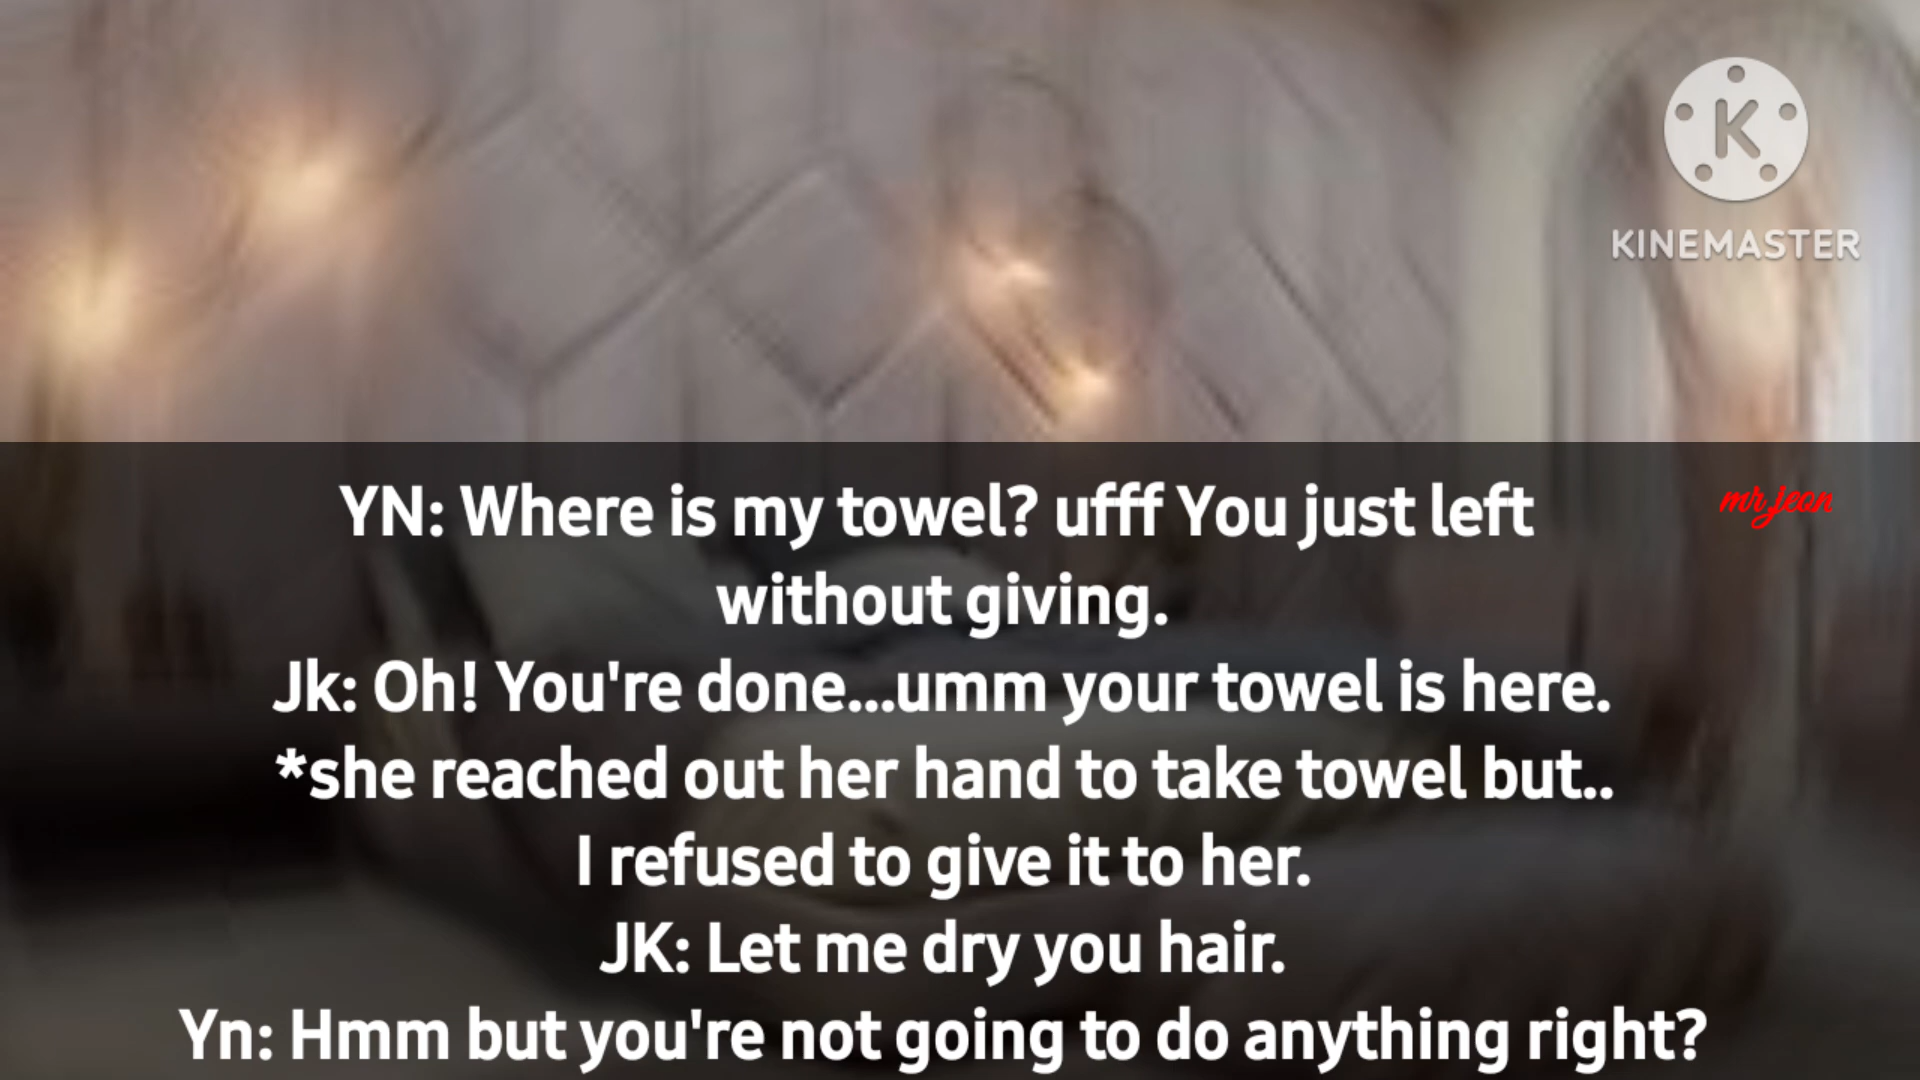 KINEMASTER
YN: Where is my towel? ufff You just left
mr jean
without giving.
Jk: Oh! You're done...umm your towel is here.
*she reached out her hand to take towel but..
I refused to give it to her.
JK: Let me dry you hair.
Yn: Hmm but you're not going to do anything right?